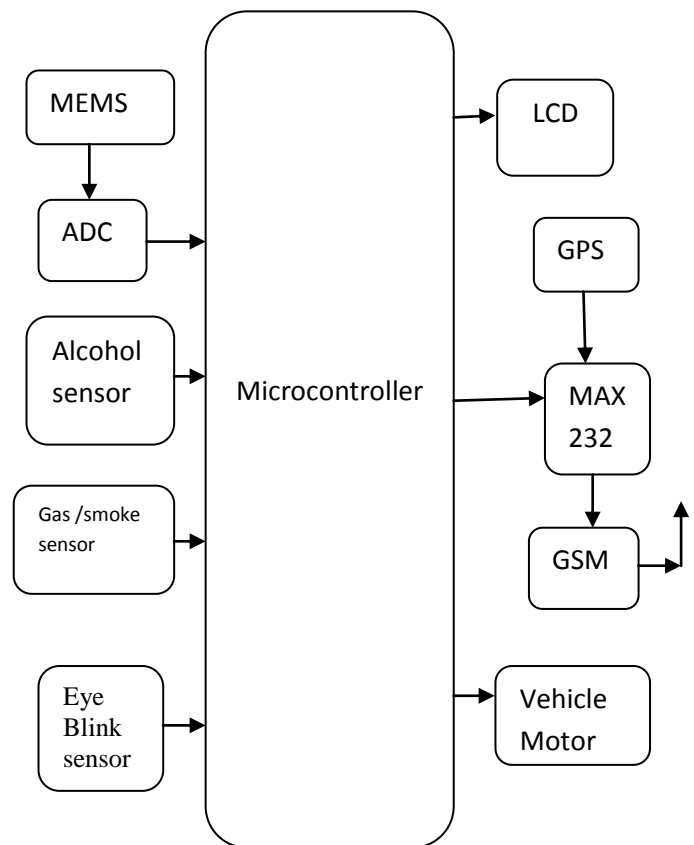 MEMS
ADC
Alcohol
sensor
Gas /smoke
sensor
Eye
Blink
sensor
Microcontroller
LCD
GPS
MAX
232
GSM
Vehicle
Motor